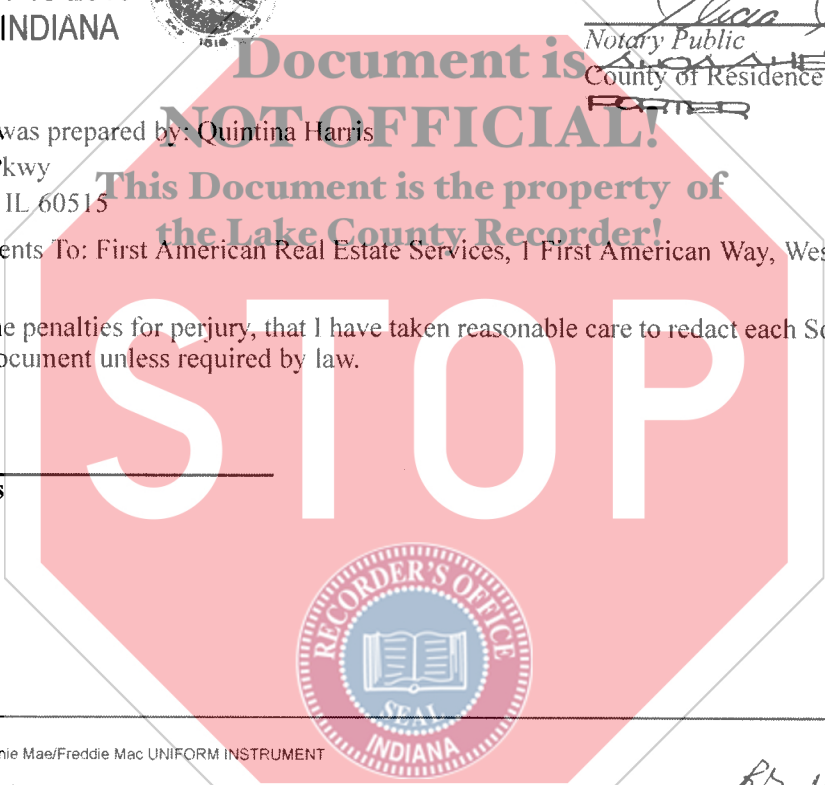 INDIANA
1816
Notary Public
County of Residence
PORTER
Document is
NOT OFFICIAL!
This Document is the property of
the Lake County Recorder!
was prepared by: Quintina Harris
Pkwy
IL 60515
ents To: First American Real Estate Services, 1 First American Way, Wes
e penalties for perjury, that I have taken reasonable care to redact each So
ocument unless required by law.
STOP
s
RECORDER'S OFFICE
SEAL
INDIANA
nie Mae/Freddie Mac UNIFORM INSTRUMENT